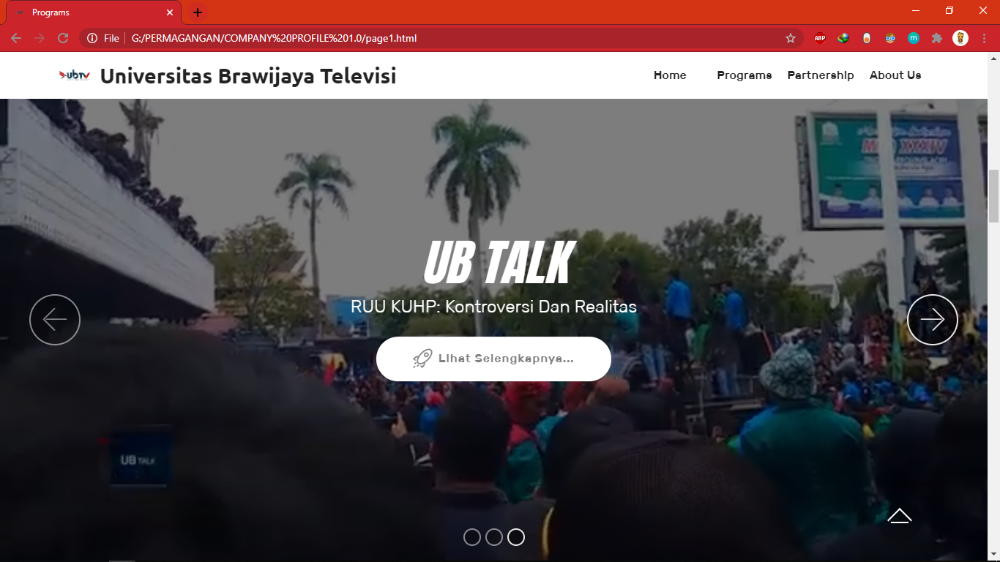 Programs
File
G:/PERMAGANGAN/COMPANY%20PROFILE%201.0/page1.html
ABP
m
ubTV
Universitas Brawijaya Televisi
Home
Programs
Partnership
About Us
UB TALK
RUU KUHP: Kontroversi Dan Realitas
Lihat Selengkapnya...
UB TALK